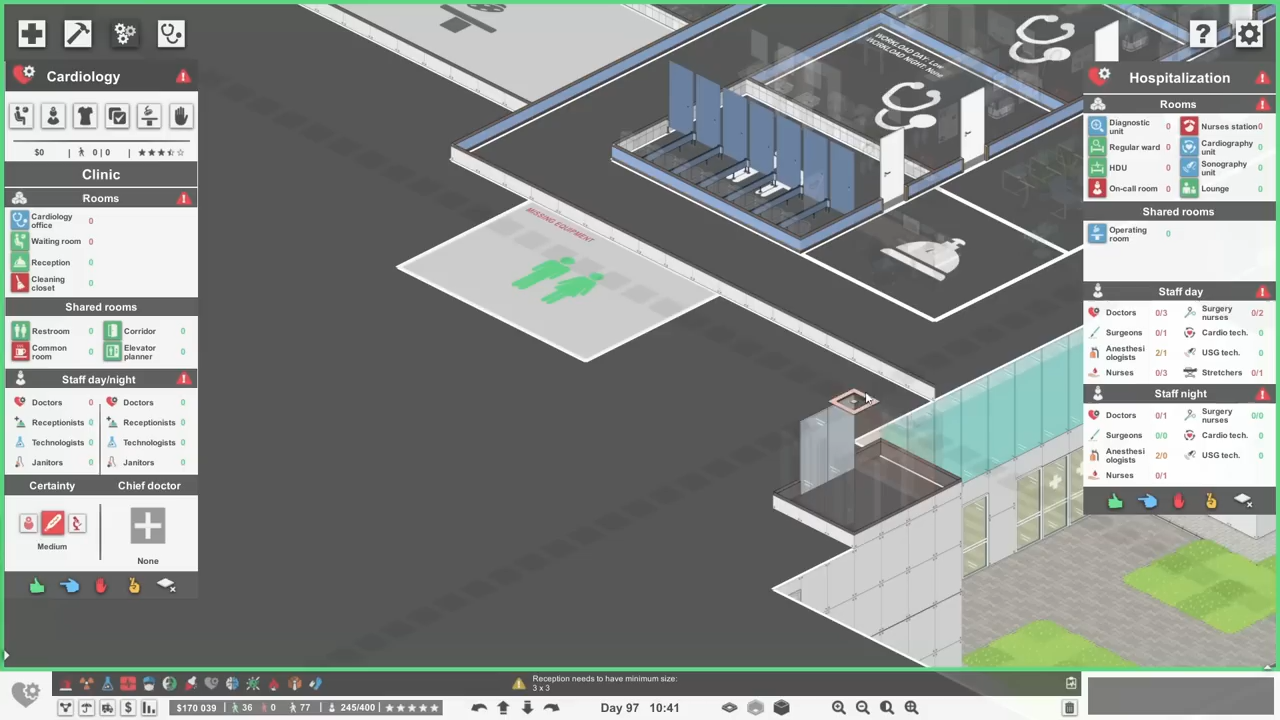 Cardiology
$0 | 0|0 |
Clinic
Rooms
Cardiology office 0
Waiting room 0
Reception 0
Cleaning closet 0
Shared rooms
Restroom 0 Corridor 0
Common room 0 Elevator planner 0
Staff day/night
Doctors 0 Doctors 0
Receptionists 0 Receptionists 0
Technologists 0 Technologists 0
Janitors 0 Janitors 0
Certainty Chief doctor
Medium None
WORKLOAD DAY: Low
WORKLOAD NIGHT: None
MISSING EQUIPMENT
?
Hospitalization
Rooms
Diagnostic unit 0 Nurses station 0
Regular ward 0 Cardiography unit 0
HDU 0 Sonography unit 0
On-call room 0 Lounge 0
Shared rooms
Operating room 0
Staff day
Doctors 0/3 Surgery nurses 0/2
Surgeons 0/1 Cardio tech. 0
Anesthesiologists 2/1 USG tech. 0
Nurses 0/3 Stretchers 0/1
Staff night
Doctors 0/1 Surgery nurses 0/0
Surgeons 0/0 Cardio tech. 0
Anesthesiologists 2/0 USG tech. 0
Nurses 0/1
Reception needs to have minimum size:
3 x 3
$
$170 039 | 36 0 77 245/400
Day 97 10:41